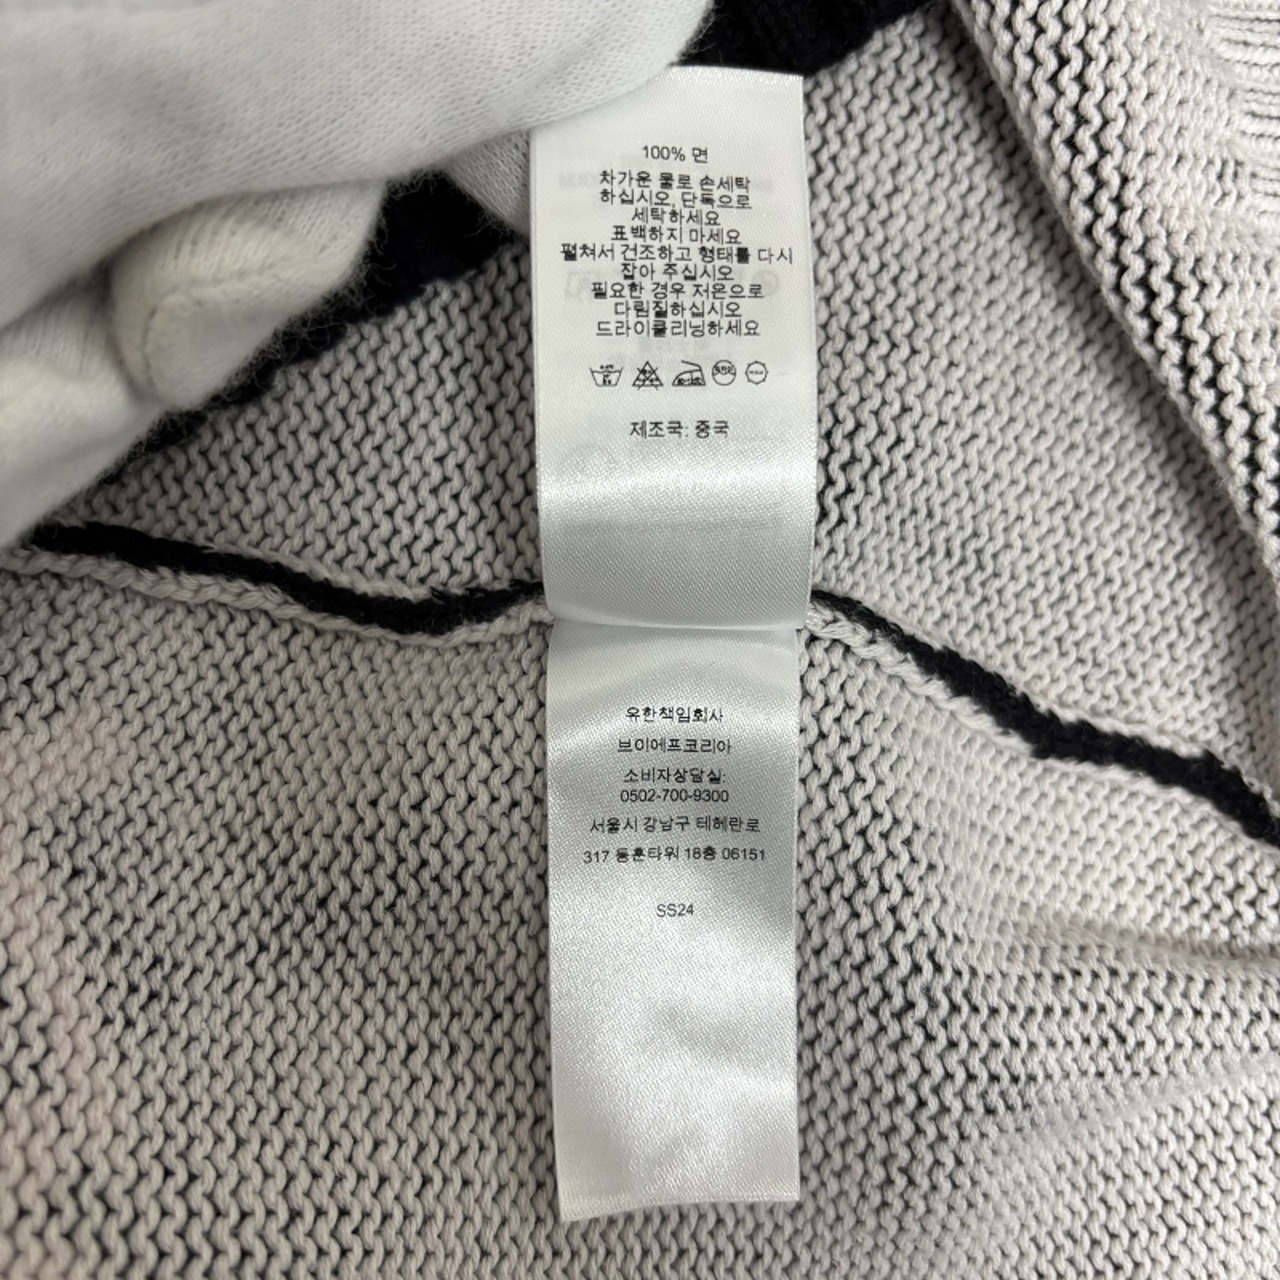 100% 면
차가운 물로 손세탁
하십시오, 단독으로
세탁하세요
표백하지 마세요
펼쳐서 건조하고 형태를 다시
잡아 주십시오
필요한 경우 저온으로
다림질하십시오
드라이클리닝하세요
제조국: 중국
유한책임회사
브이에프코리아
소비자상담실:
0502-700-9300
서울시 강남구 테헤란로
317 동훈타워 18층 06151
SS24